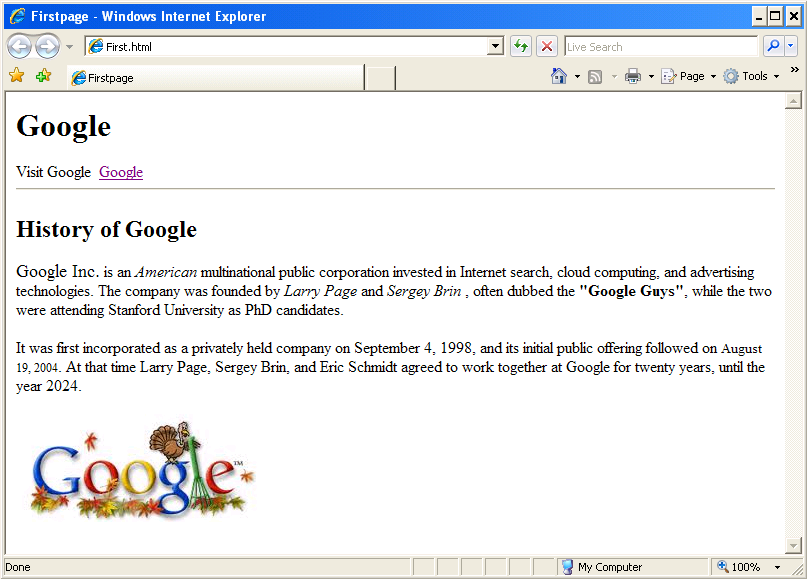 Firstpage - Windows Internet Explorer
First.html
Live Search
Firstpage
Page
Tools
Google
Visit Google Google
History of Google
Google Inc. is an American multinational public corporation invested in Internet search, cloud computing, and advertising
technologies. The company was founded by Larry Page and Sergey Brin , often dubbed the "Google Guys", while the two
were attending Stanford University as PhD candidates.
It was first incorporated as a privately held company on September 4, 1998, and its initial public offering followed on August
19, 2004. At that time Larry Page, Sergey Brin, and Eric Schmidt agreed to work together at Google for twenty years, until the
year 2024.
Google™
Done
My Computer
100%